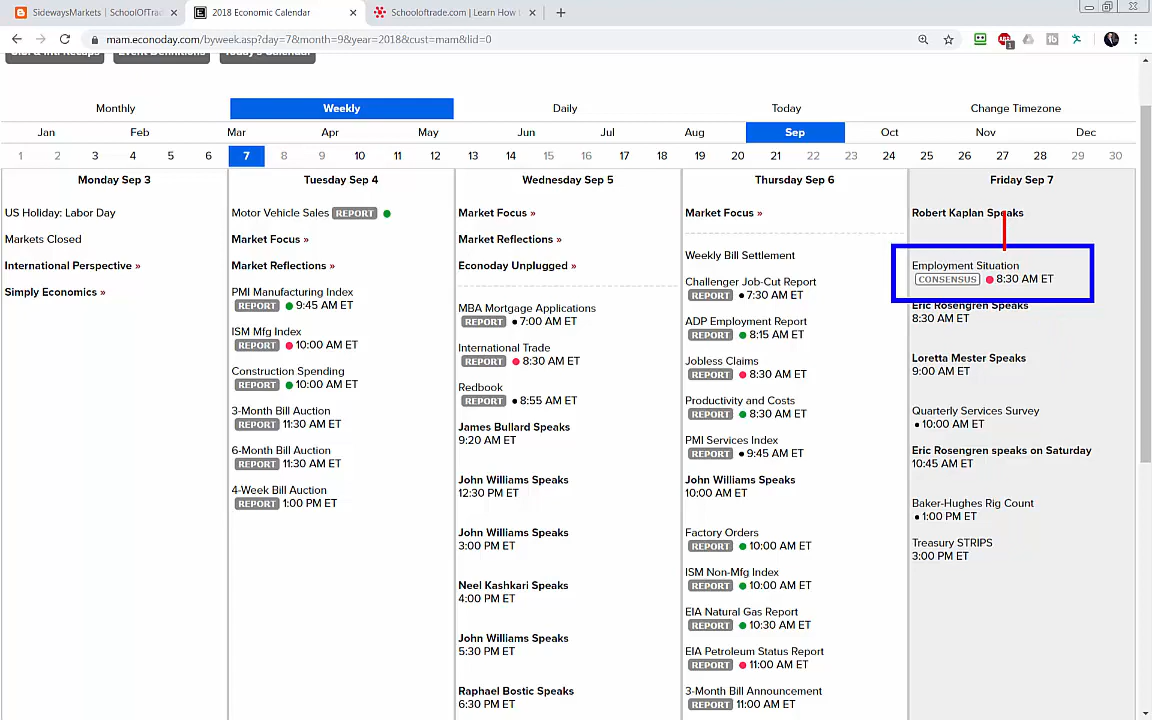 SidewaysMarkets | SchoolOfTrad
2018 Economic Calendar
Schooloftrade.com | Learn How
mam.econoday.com/byweek.asp?day=7&month=9&year=2018&cust=mam&lid=0
Event Definitions
Today's Calendar
Monthly Weekly Daily Today Change Timezone
Jan Feb Mar Apr May Jun Jul Aug Sep Oct Nov Dec
1 2 3 4 5 6 7 8 9 10 11 12 13 14 15 16 17 18 19 20 21 22 23 24 25 26 27 28 29 30
Monday Sep 3
US Holiday: Labor Day
Markets Closed
International Perspective »
Simply Economics »
Tuesday Sep 4
Motor Vehicle Sales REPORT
Market Focus »
Market Reflections »
PMI Manufacturing Index
REPORT 9:45 AM ET
ISM Mfg Index
REPORT 10:00 AM ET
Construction Spending
REPORT 10:00 AM ET
3-Month Bill Auction
REPORT 11:30 AM ET
6-Month Bill Auction
REPORT 11:30 AM ET
4-Week Bill Auction
REPORT 1:00 PM ET
Wednesday Sep 5
Market Focus »
Market Reflections »
Econoday Unplugged »
MBA Mortgage Applications
REPORT 7:00 AM ET
International Trade
REPORT 8:30 AM ET
Redbook
REPORT 8:55 AM ET
James Bullard Speaks
9:20 AM ET
John Williams Speaks
12:30 PM ET
John Williams Speaks
3:00 PM ET
Neel Kashkari Speaks
4:00 PM ET
John Williams Speaks
5:30 PM ET
Raphael Bostic Speaks
6:30 PM ET
Thursday Sep 6
Market Focus »
Weekly Bill Settlement
Challenger Job-Cut Report
REPORT 7:30 AM ET
ADP Employment Report
REPORT 8:15 AM ET
Jobless Claims
REPORT 8:30 AM ET
Productivity and Costs
REPORT 8:30 AM ET
PMI Services Index
REPORT 9:45 AM ET
John Williams Speaks
10:00 AM ET
Factory Orders
REPORT 10:00 AM ET
ISM Non-Mfg Index
REPORT 10:00 AM ET
EIA Natural Gas Report
REPORT 10:30 AM ET
EIA Petroleum Status Report
REPORT 11:00 AM ET
3-Month Bill Announcement
REPORT 11:00 AM ET
Friday Sep 7
Robert Kaplan Speaks
Employment Situation
CONSENSUS 8:30 AM ET
Eric Rosengren Speaks
8:30 AM ET
Loretta Mester Speaks
9:00 AM ET
Quarterly Services Survey
10:00 AM ET
Eric Rosengren speaks on Saturday
10:45 AM ET
Baker-Hughes Rig Count
1:00 PM ET
Treasury STRIPS
3:00 PM ET